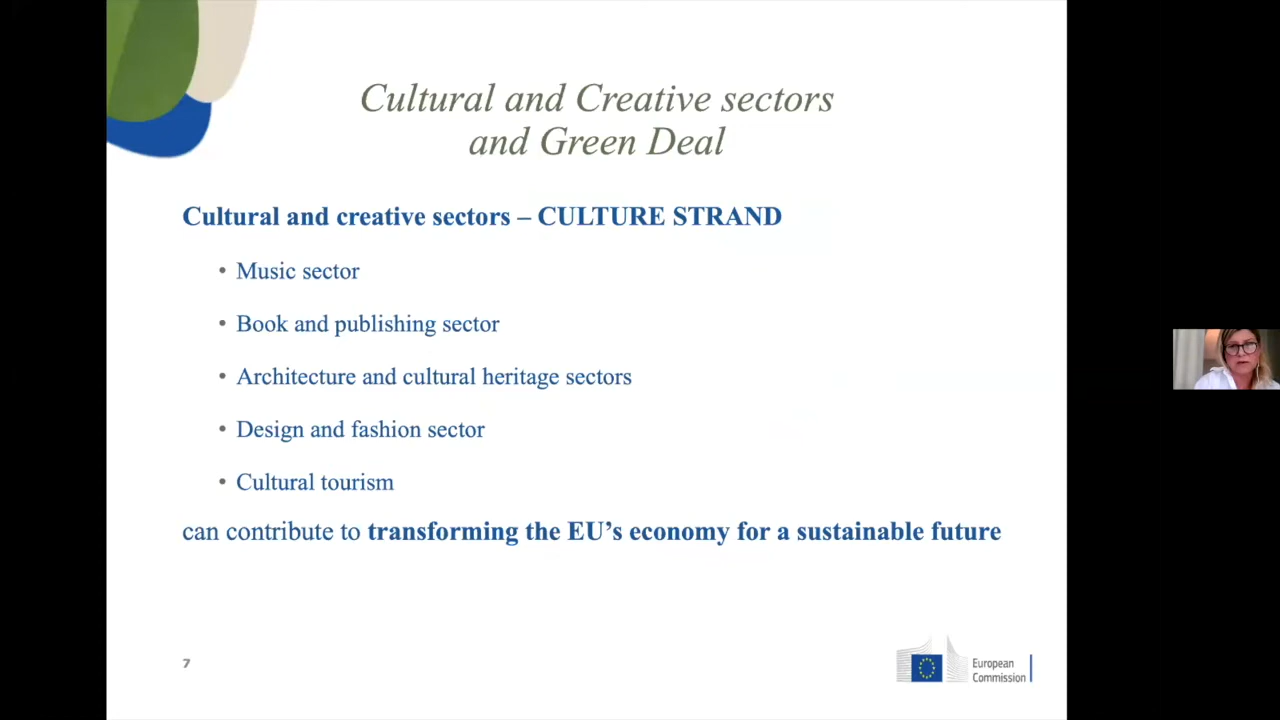 Cultural and Creative sectors
and Green Deal
Cultural and creative sectors – CULTURE STRAND
• Music sector
• Book and publishing sector
• Architecture and cultural heritage sectors
• Design and fashion sector
• Cultural tourism
can contribute to transforming the EU’s economy for a sustainable future
7
European
Commission